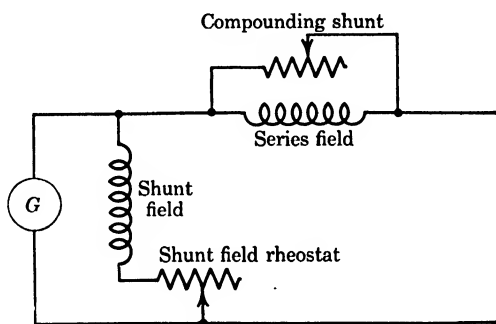 Compounding shunt
Series field
G
Shunt
field
Shunt field rheostat